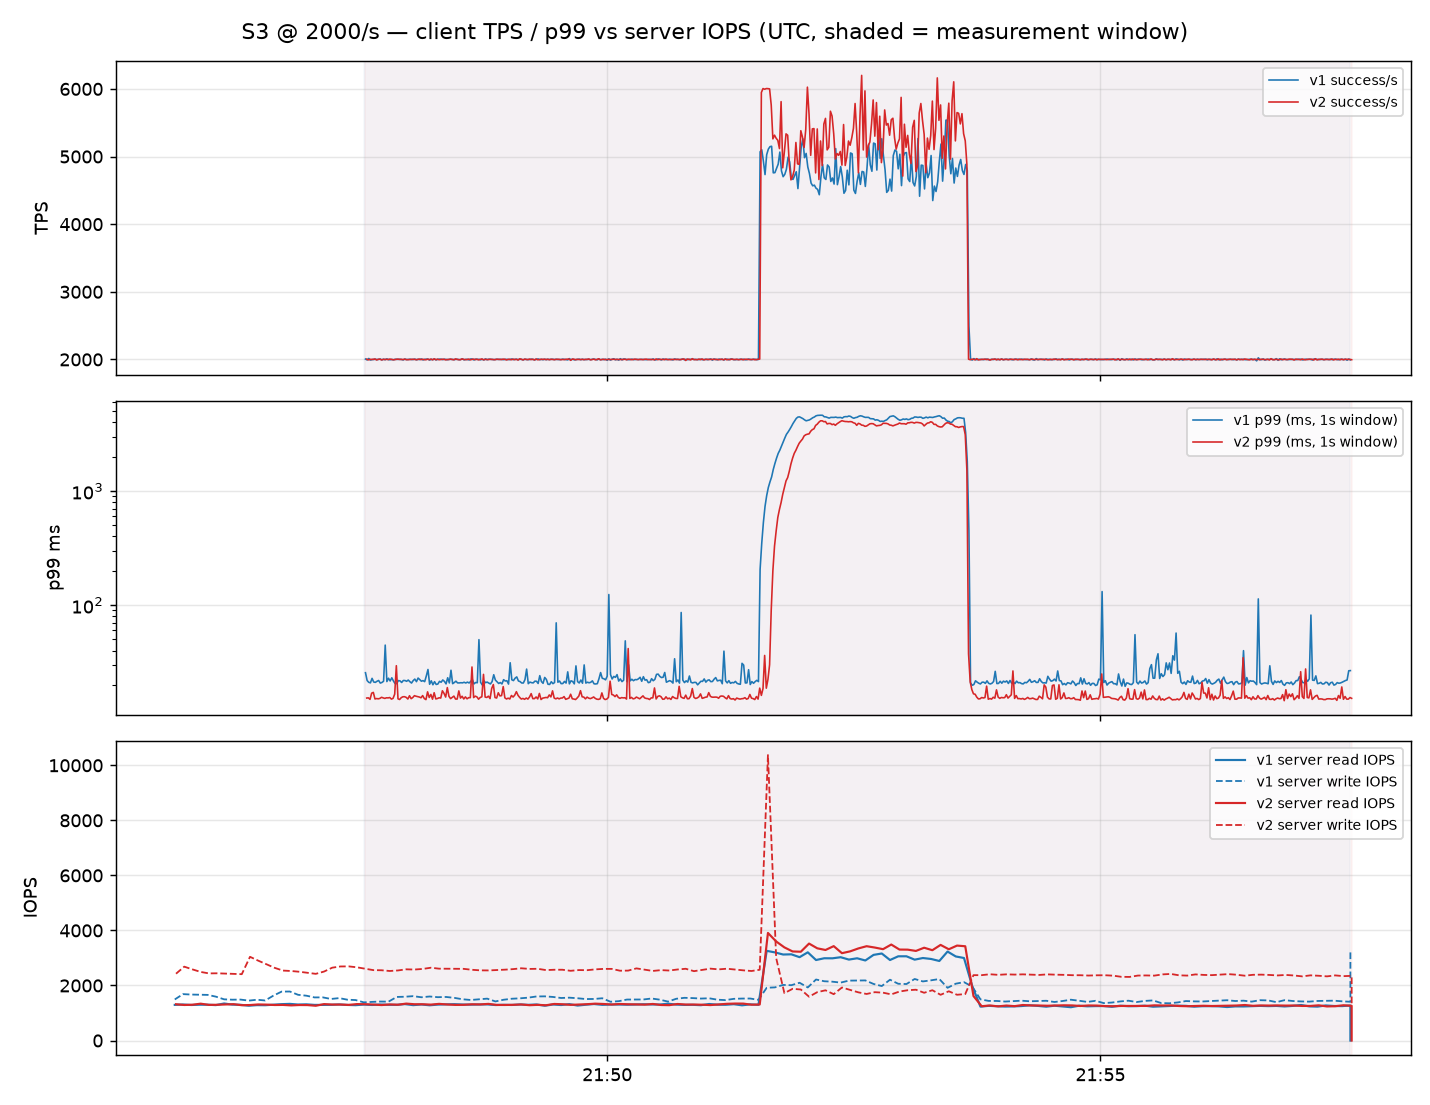 S3 @ 2000/s — client TPS / p99 vs server IOPS (UTC, shaded = measurement window)
6000
5000
4000
3000
2000
TPS
v1 success/s
v2 success/s
10³
10²
p99 ms
v1 p99 (ms, 1s window)
v2 p99 (ms, 1s window)
10000
8000
6000
4000
2000
0
IOPS
v1 server read IOPS
v1 server write IOPS
v2 server read IOPS
v2 server write IOPS
21:50
21:55